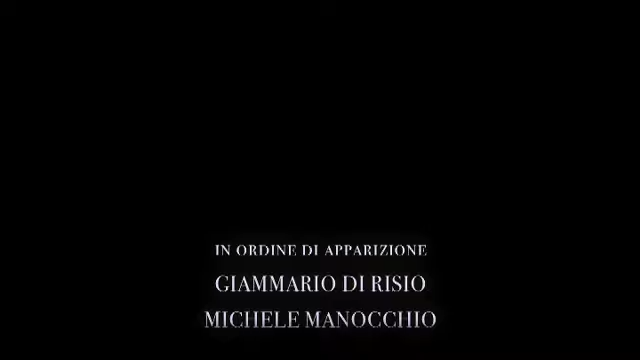 IN ORDINE DI APPARIZIONE
GIAMMARIO DI RISIO
MICHELE MANOCCHIO